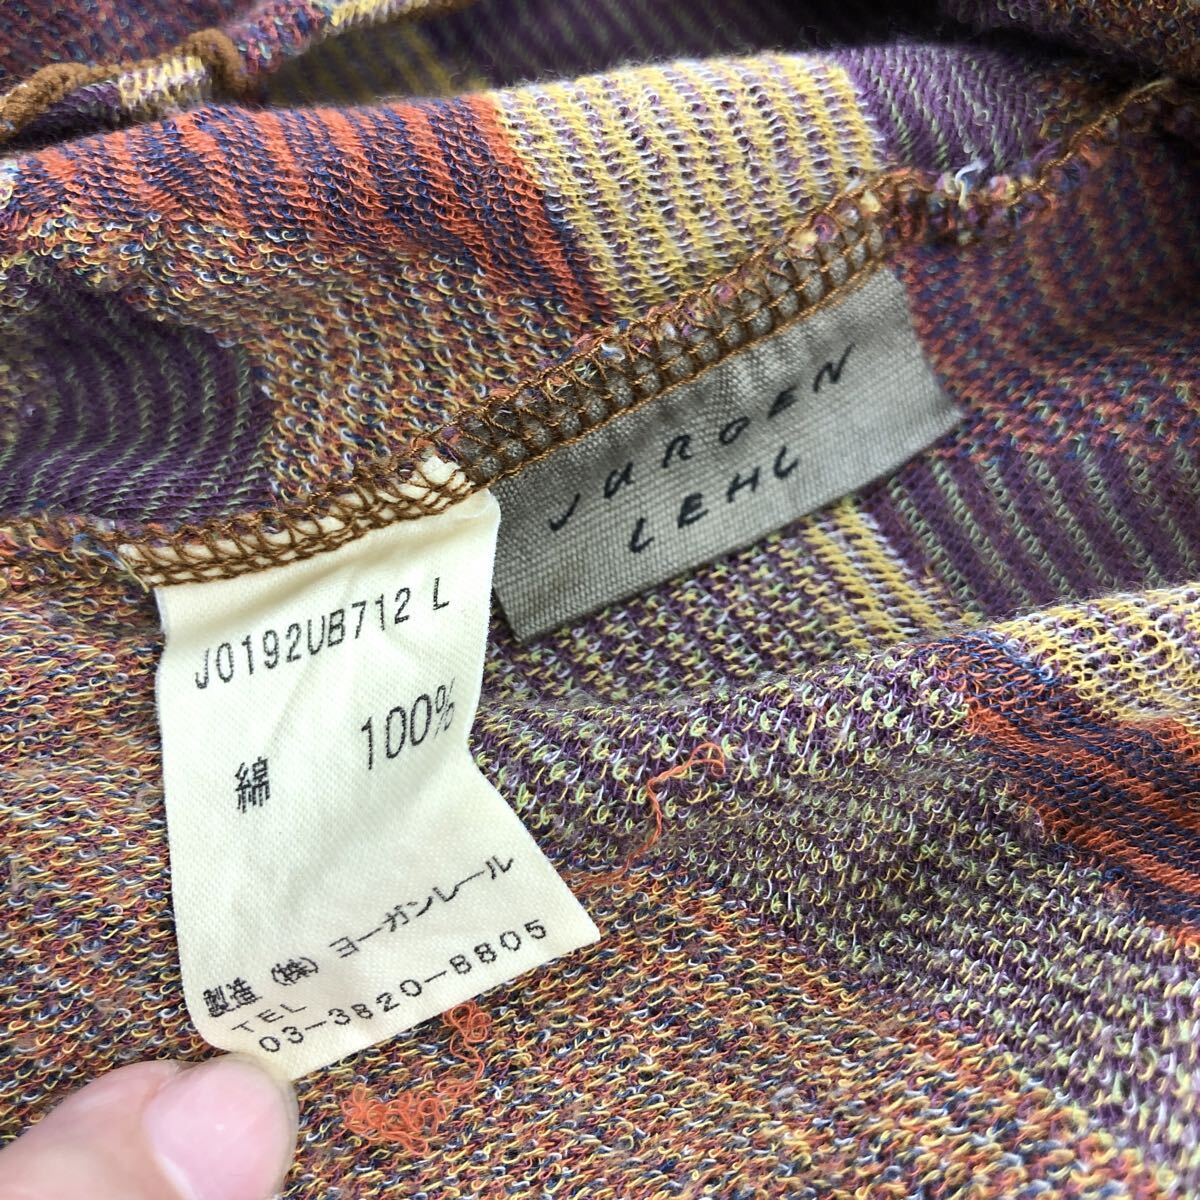 JURGEN
LEHL
J0192UB712 L
綿 100%
製造 (株) ヨーガンレール
TEL
03-3820-8805